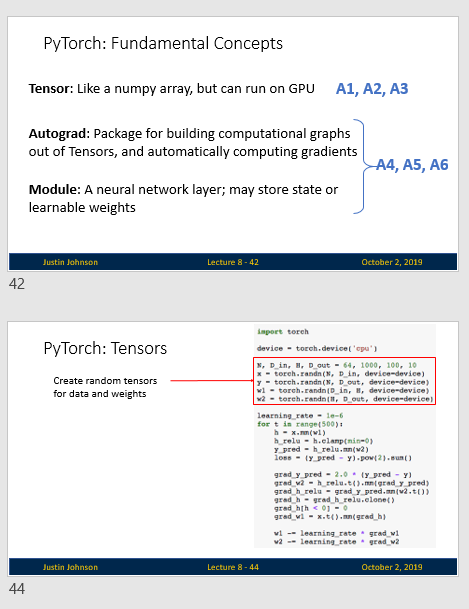 PyTorch: Fundamental Concepts
Tensor: Like a numpy array, but can run on GPU A1, A2, A3
Autograd: Package for building computational graphs
out of Tensors, and automatically computing gradients
A4, A5, A6
Module: A neural network layer; may store state or
learnable weights
Justin Johnson Lecture 8 - 42 October 2, 2019
42
PyTorch: Tensors
Create random tensors
for data and weights
import torch
device = torch.device('cpu')
N, D_in, H, D_out = 64, 1000, 100, 10
x = torch.randn(N, D_in, device=device)
y = torch.randn(N, D_out, device=device)
w1 = torch.randn(D_in, H, device=device)
w2 = torch.randn(H, D_out, device=device)
learning_rate = 1e-6
for t in range(500):
h = x.mm(w1)
h_relu = h.clamp(min=0)
y_pred = h_relu.mm(w2)
loss = (y_pred - y).pow(2).sum()
grad_y_pred = 2.0 * (y_pred - y)
grad_w2 = h_relu.t().mm(grad_y_pred)
grad_h_relu = grad_y_pred.mm(w2.t())
grad_h = grad_h_relu.clone()
grad_h[h < 0] = 0
grad_w1 = x.t().mm(grad_h)
w1 -= learning_rate * grad_w1
w2 -= learning_rate * grad_w2
Justin Johnson Lecture 8 - 44 October 2, 2019
44